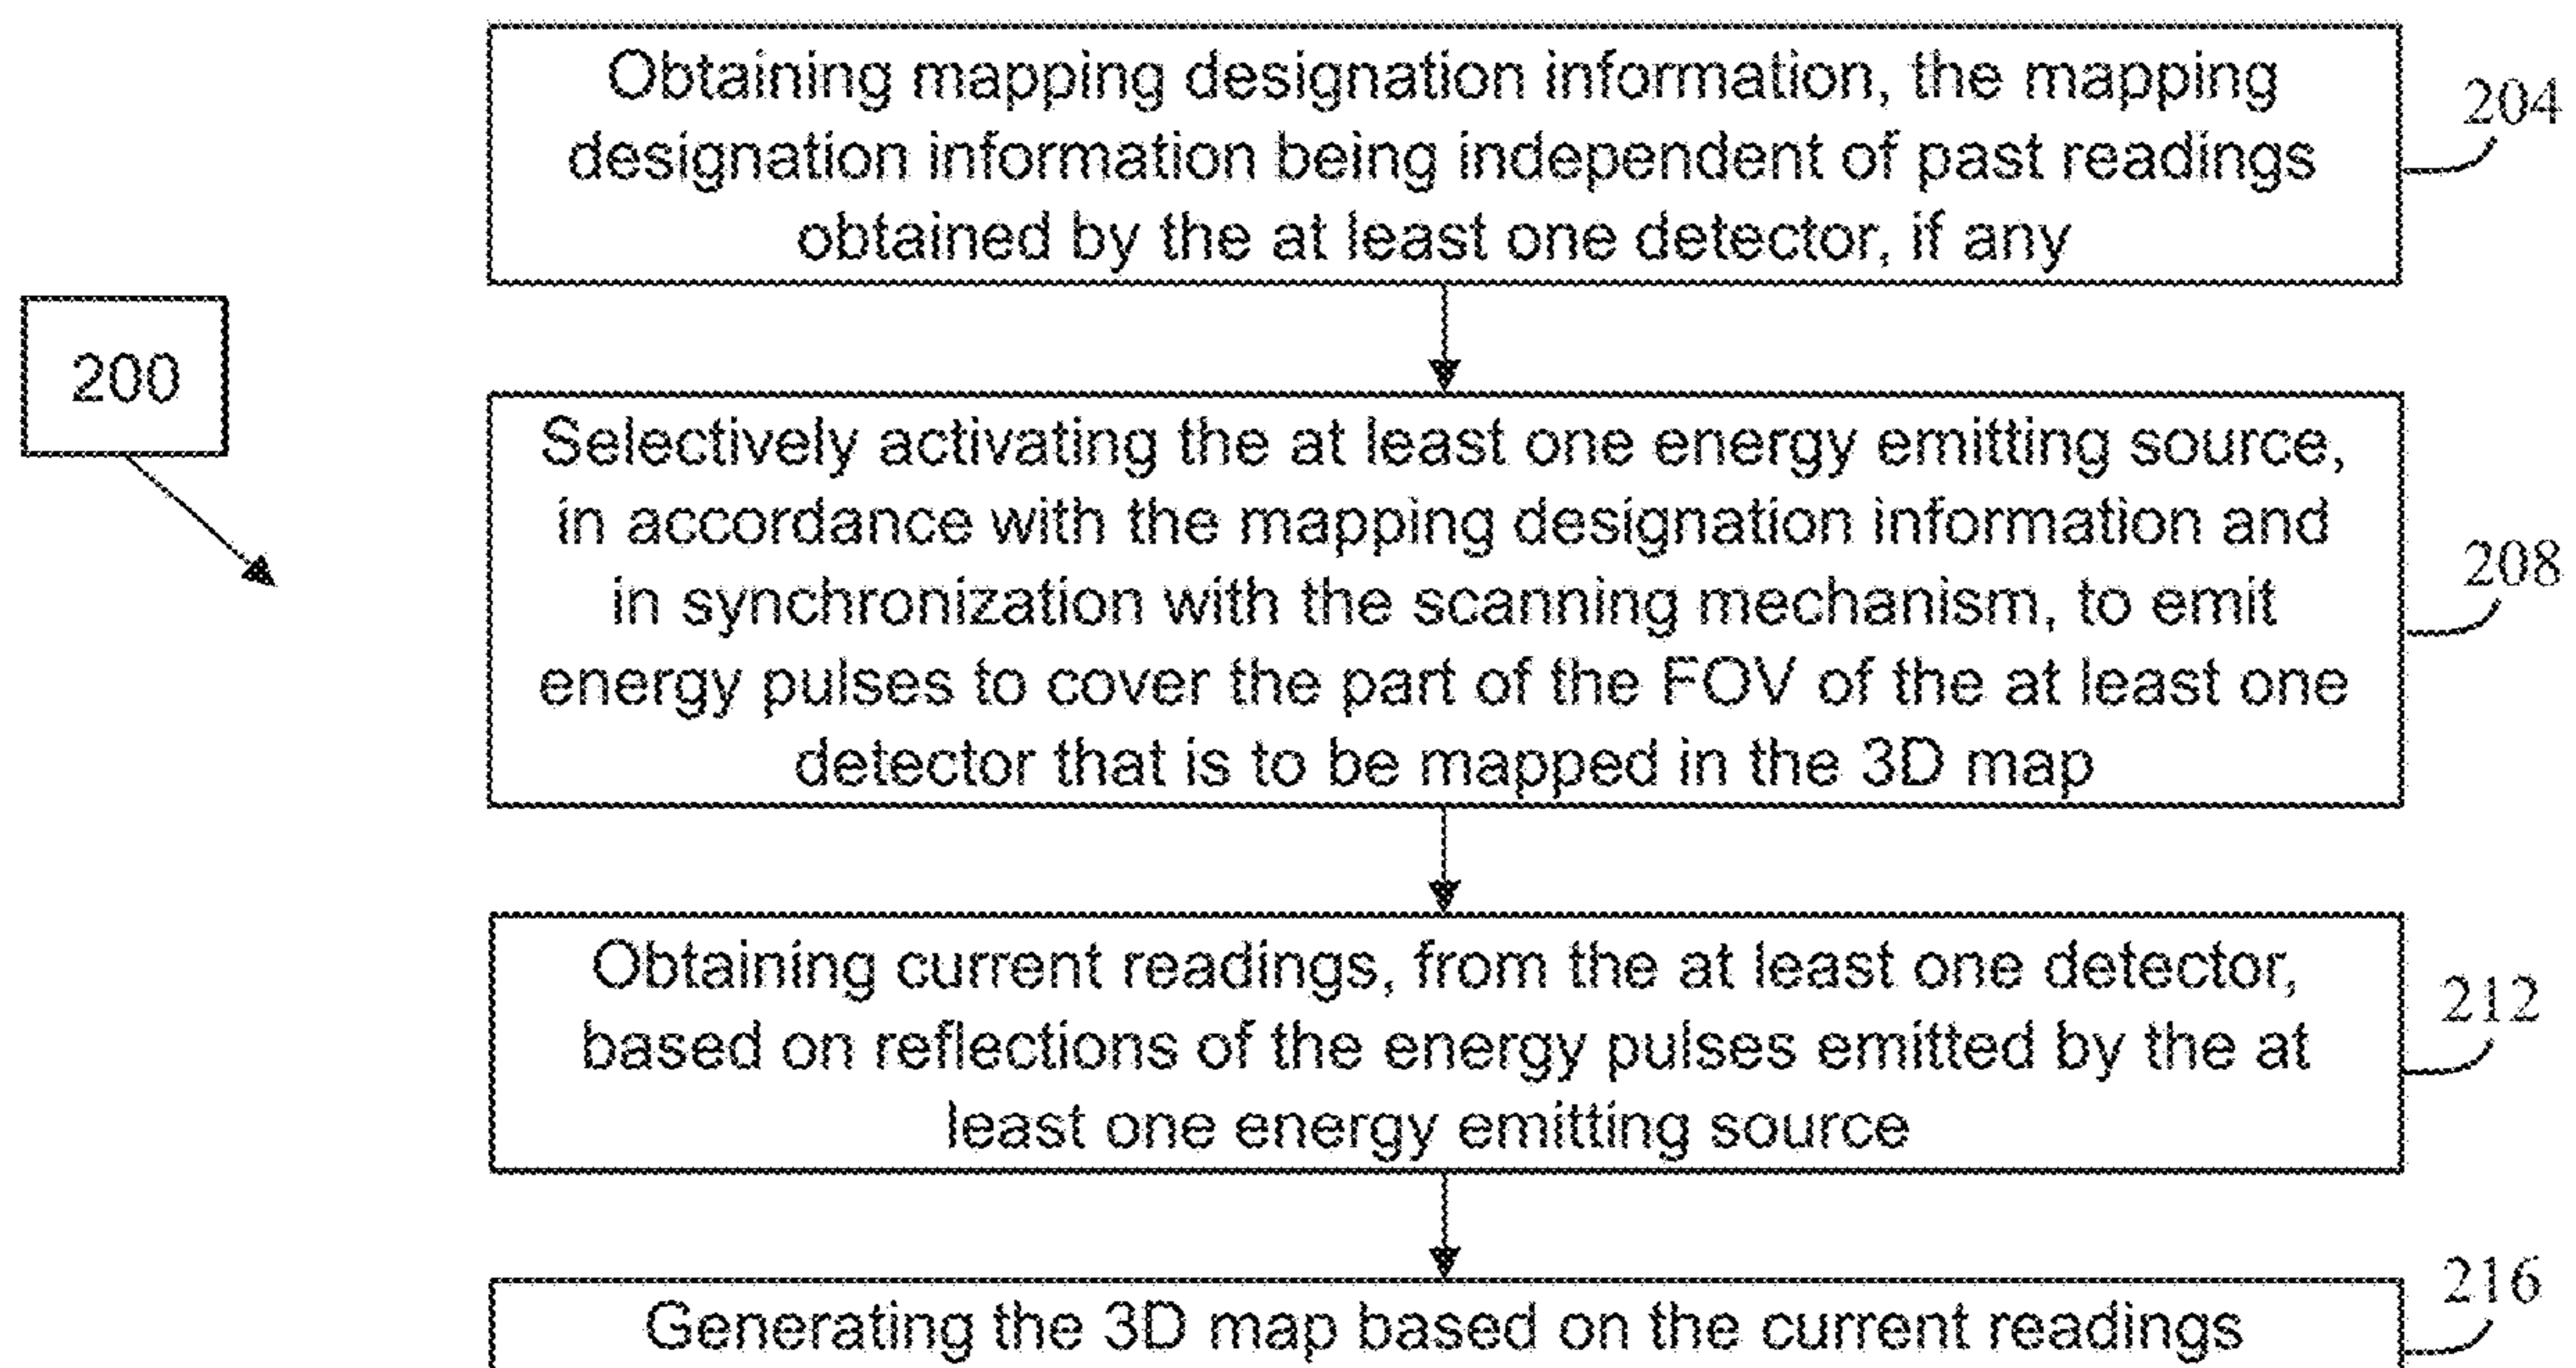 Obtaining mapping designation information, the mapping
designation information being independent of past readings
obtained by the at least one detector, if any
204
200
Selectively activating the at least one energy emitting source,
in accordance with the mapping designation information and
in synchronization with the scanning mechanism, to emit
energy pulses to cover the part of the FOV of the at least one
detector that is to be mapped in the 3D map
208
Obtaining current readings, from the at least one detector,
based on reflections of the energy pulses emitted by the at
least one energy emitting source
212
Generating the 3D map based on the current readings
216